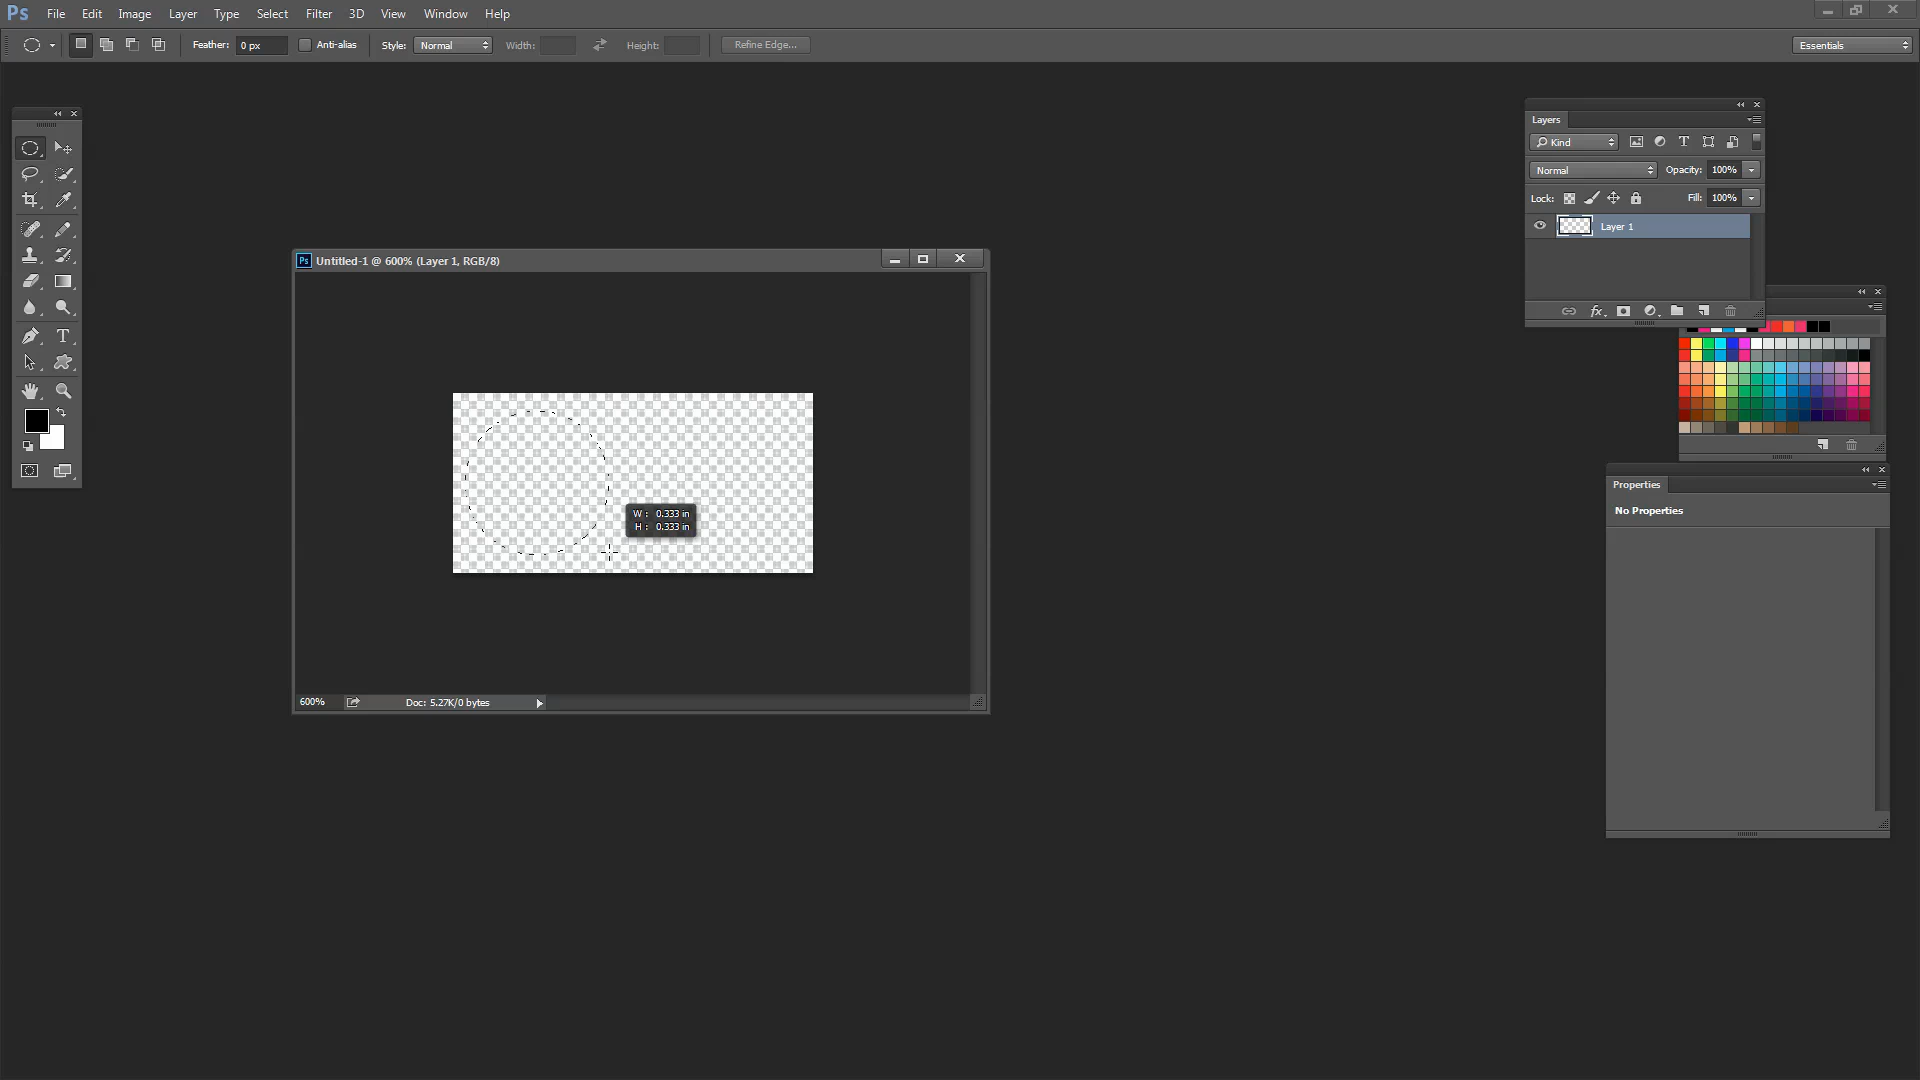 Ps File Edit Image Layer Type Select Filter 3D View Window Help
Feather: 0 px Anti-alias Style: Normal Width: Height: Refine Edge... Essentials
Layers
Kind
Normal Opacity: 100%
Lock: Fill: 100%
Layer 1
fx
Ps Untitled-1 @ 600% (Layer 1, RGB/8)
W : 0.333 in
H : 0.333 in
600% Doc: 5.27K/0 bytes
Properties
No Properties